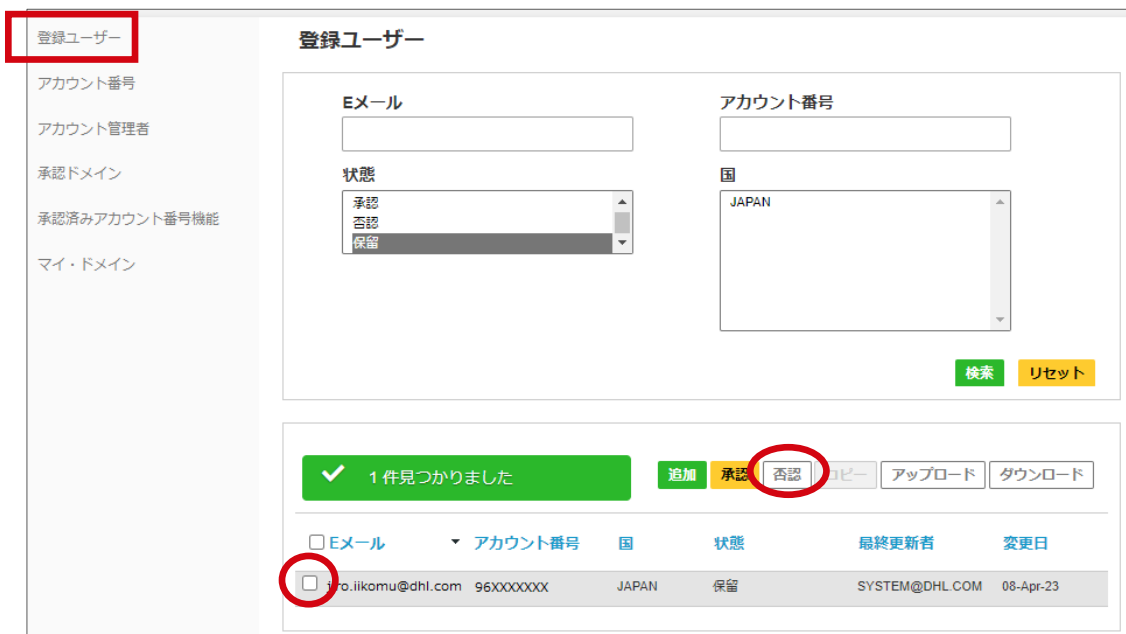 登録ユーザー
アカウント番号
アカウント管理者
承認ドメイン
承認済みアカウント番号機能
マイ・ドメイン
登録ユーザー
Eメール アカウント番号
状態 国
承認 JAPAN
否認
保留
検索 リセット
1 件見つかりました 追加 承認 否認 コピー アップロード ダウンロード
Eメール アカウント番号 国 状態 最終更新者 変更日
96XXXXXXX JAPAN 保留 SYSTEM@DHL.COM 08-Apr-23